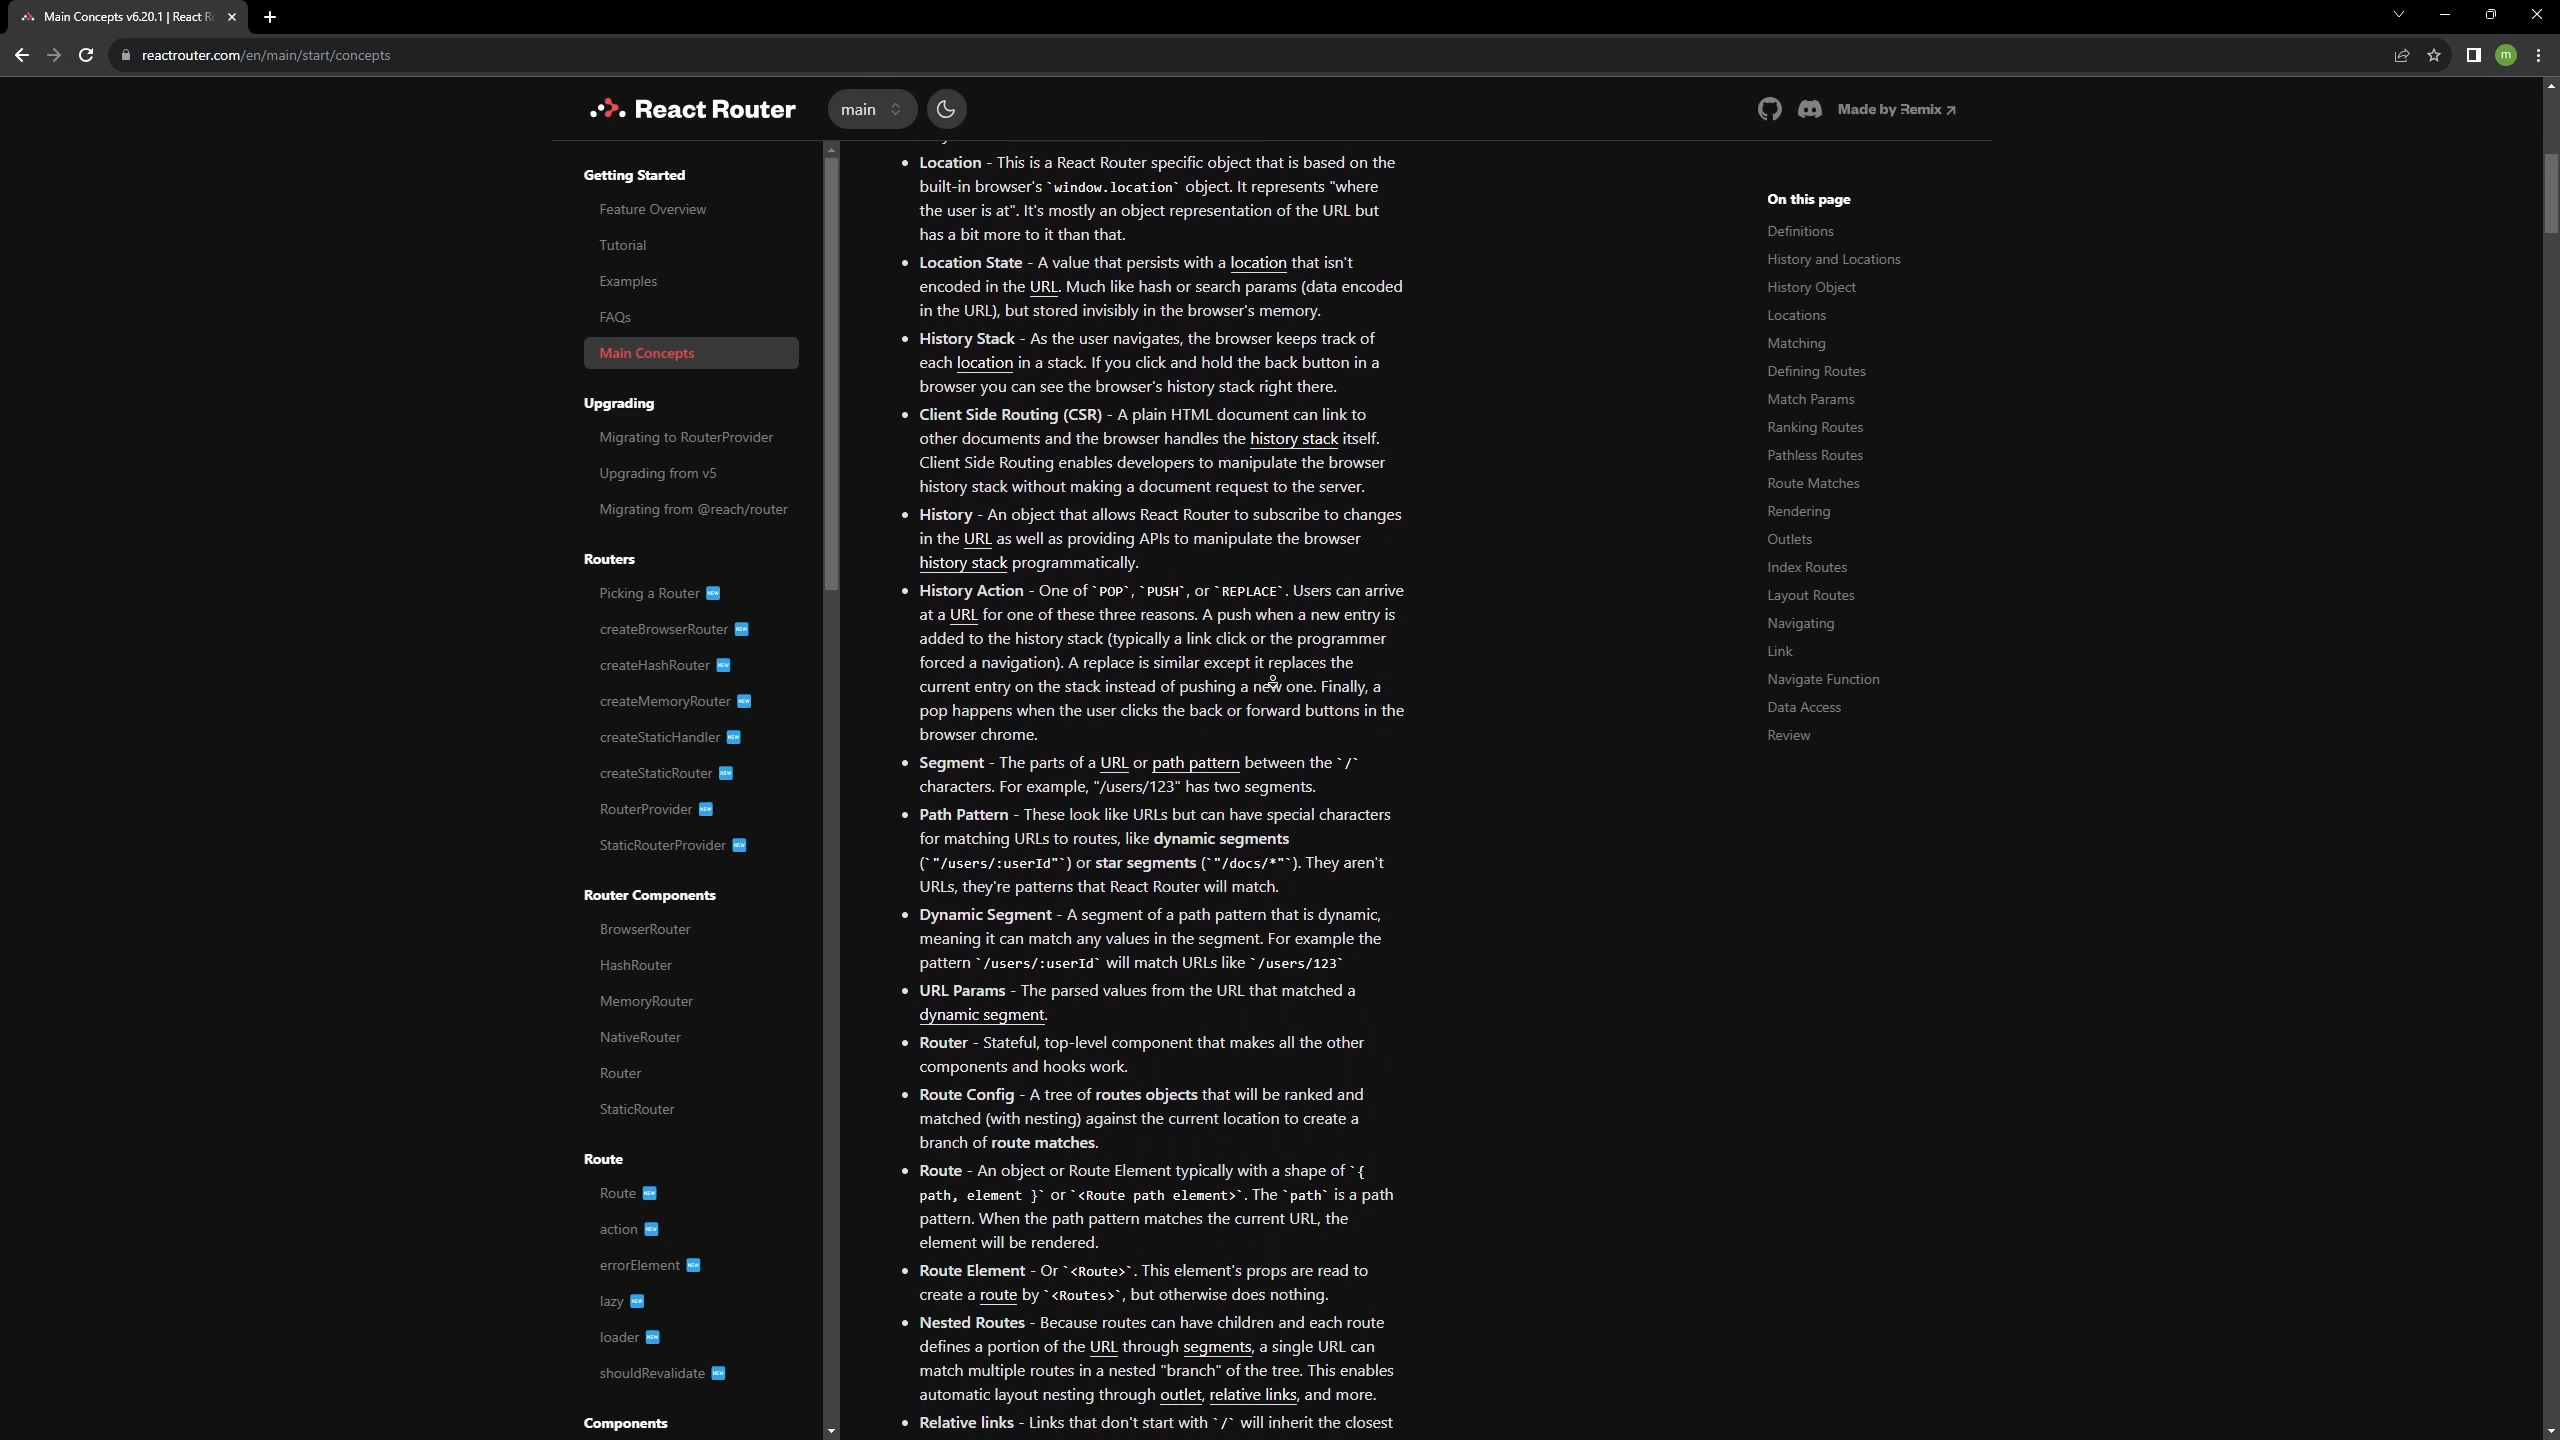 Main Concepts v6.20.1 | React R
reactrouter.com/en/main/start/concepts
m
React Router
main
Made by Remix ↗
Getting Started
Feature Overview
Tutorial
Examples
FAQs
Main Concepts
Upgrading
Migrating to RouterProvider
Upgrading from v5
Migrating from @reach/router
Routers
Picking a Router NEW
createBrowserRouter NEW
createHashRouter NEW
createMemoryRouter NEW
createStaticHandler NEW
createStaticRouter NEW
RouterProvider NEW
StaticRouterProvider NEW
Router Components
BrowserRouter
HashRouter
MemoryRouter
NativeRouter
Router
StaticRouter
Route
Route NEW
action NEW
errorElement NEW
lazy NEW
loader NEW
shouldRevalidate NEW
Components
• Location - This is a React Router specific object that is based on the
built-in browser's `window.location` object. It represents "where
the user is at". It's mostly an object representation of the URL but
has a bit more to it than that.
• Location State - A value that persists with a location that isn't
encoded in the URL. Much like hash or search params (data encoded
in the URL), but stored invisibly in the browser's memory.
• History Stack - As the user navigates, the browser keeps track of
each location in a stack. If you click and hold the back button in a
browser you can see the browser's history stack right there.
• Client Side Routing (CSR) - A plain HTML document can link to
other documents and the browser handles the history stack itself.
Client Side Routing enables developers to manipulate the browser
history stack without making a document request to the server.
• History - An object that allows React Router to subscribe to changes
in the URL as well as providing APIs to manipulate the browser
history stack programmatically.
• History Action - One of `POP`, `PUSH`, or `REPLACE`. Users can arrive
at a URL for one of these three reasons. A push when a new entry is
added to the history stack (typically a link click or the programmer
forced a navigation). A replace is similar except it replaces the
current entry on the stack instead of pushing a new one. Finally, a
pop happens when the user clicks the back or forward buttons in the
browser chrome.
• Segment - The parts of a URL or path pattern between the `/`
characters. For example, "/users/123" has two segments.
• Path Pattern - These look like URLs but can have special characters
for matching URLs to routes, like dynamic segments
(`"/users/:userId"`) or star segments (`"/docs/*"`). They aren't
URLs, they're patterns that React Router will match.
• Dynamic Segment - A segment of a path pattern that is dynamic,
meaning it can match any values in the segment. For example the
pattern `/users/:userId` will match URLs like `/users/123`
• URL Params - The parsed values from the URL that matched a
dynamic segment.
• Router - Stateful, top-level component that makes all the other
components and hooks work.
• Route Config - A tree of routes objects that will be ranked and
matched (with nesting) against the current location to create a
branch of route matches.
• Route - An object or Route Element typically with a shape of `{
path, element }` or `<Route path element>`. The `path` is a path
pattern. When the path pattern matches the current URL, the
element will be rendered.
• Route Element - Or `<Route>`. This element's props are read to
create a route by `<Routes>`, but otherwise does nothing.
• Nested Routes - Because routes can have children and each route
defines a portion of the URL through segments, a single URL can
match multiple routes in a nested "branch" of the tree. This enables
automatic layout nesting through outlet, relative links, and more.
• Relative links - Links that don't start with `/` will inherit the closest
On this page
Definitions
History and Locations
History Object
Locations
Matching
Defining Routes
Match Params
Ranking Routes
Pathless Routes
Route Matches
Rendering
Outlets
Index Routes
Layout Routes
Navigating
Link
Navigate Function
Data Access
Review